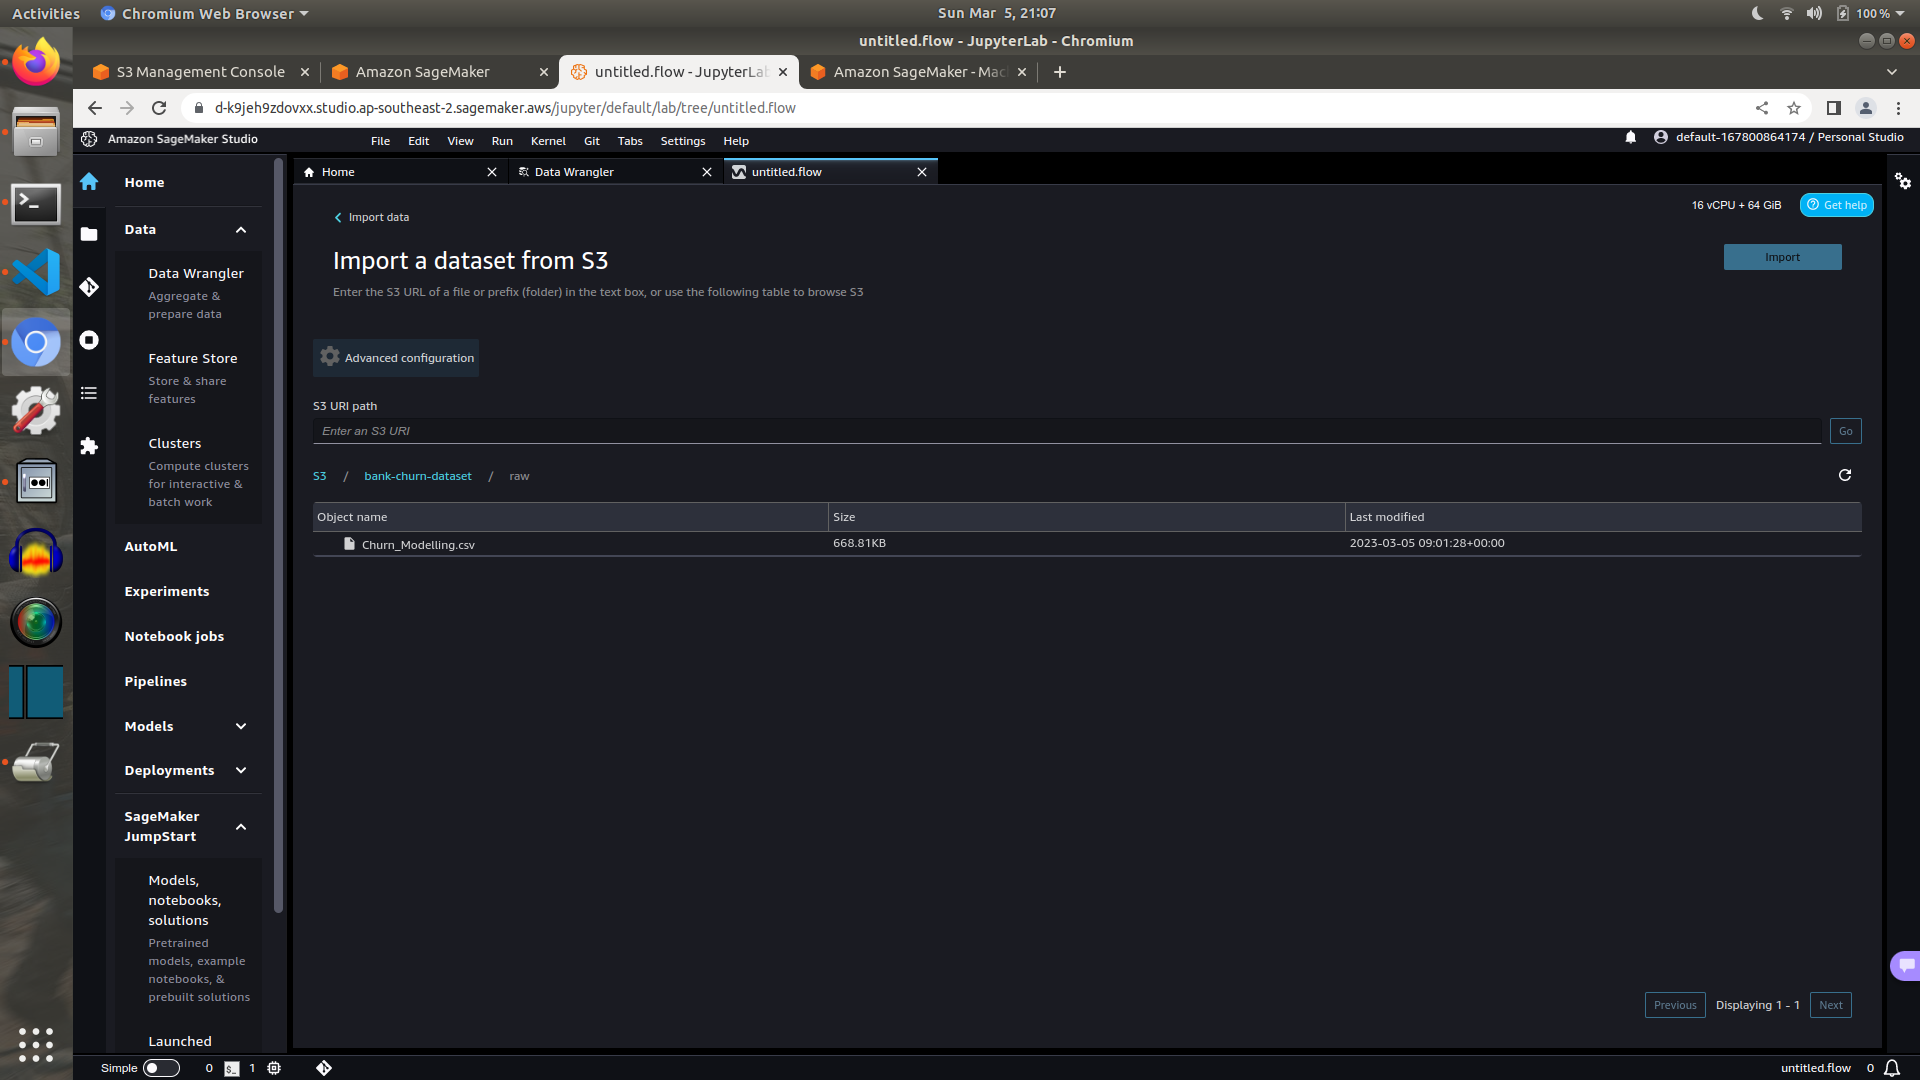 Activities
Chromium Web Browser
Sun Mar 5, 21:07
100 %
untitled.flow - JupyterLab - Chromium
S3 Management Console
Amazon SageMaker
untitled.flow - JupyterLab
Amazon SageMaker - Mac
d-k9jeh9zdovxx.studio.ap-southeast-2.sagemaker.aws/jupyter/default/lab/tree/untitled.flow
Amazon SageMaker Studio
File Edit View Run Kernel Git Tabs Settings Help
default-167800864174 / Personal Studio
Home
Data
Data Wrangler
Aggregate &
prepare data
Feature Store
Store & share
features
Clusters
Compute clusters
for interactive &
batch work
AutoML
Experiments
Notebook jobs
Pipelines
Models
Deployments
SageMaker
JumpStart
Models,
notebooks,
solutions
Pretrained
models, example
notebooks, &
prebuilt solutions
Launched
Home
Data Wrangler
untitled.flow
Import data
16 vCPU + 64 GiB
Get help
Import a dataset from S3
Import
Enter the S3 URL of a file or prefix (folder) in the text box, or use the following table to browse S3
Advanced configuration
S3 URI path
Enter an S3 URI
Go
S3 / bank-churn-dataset / raw
Object name Size Last modified
Churn_Modelling.csv 668.81KB 2023-03-05 09:01:28+00:00
Previous Displaying 1 - 1 Next
Simple 0 $_ 1
untitled.flow 0